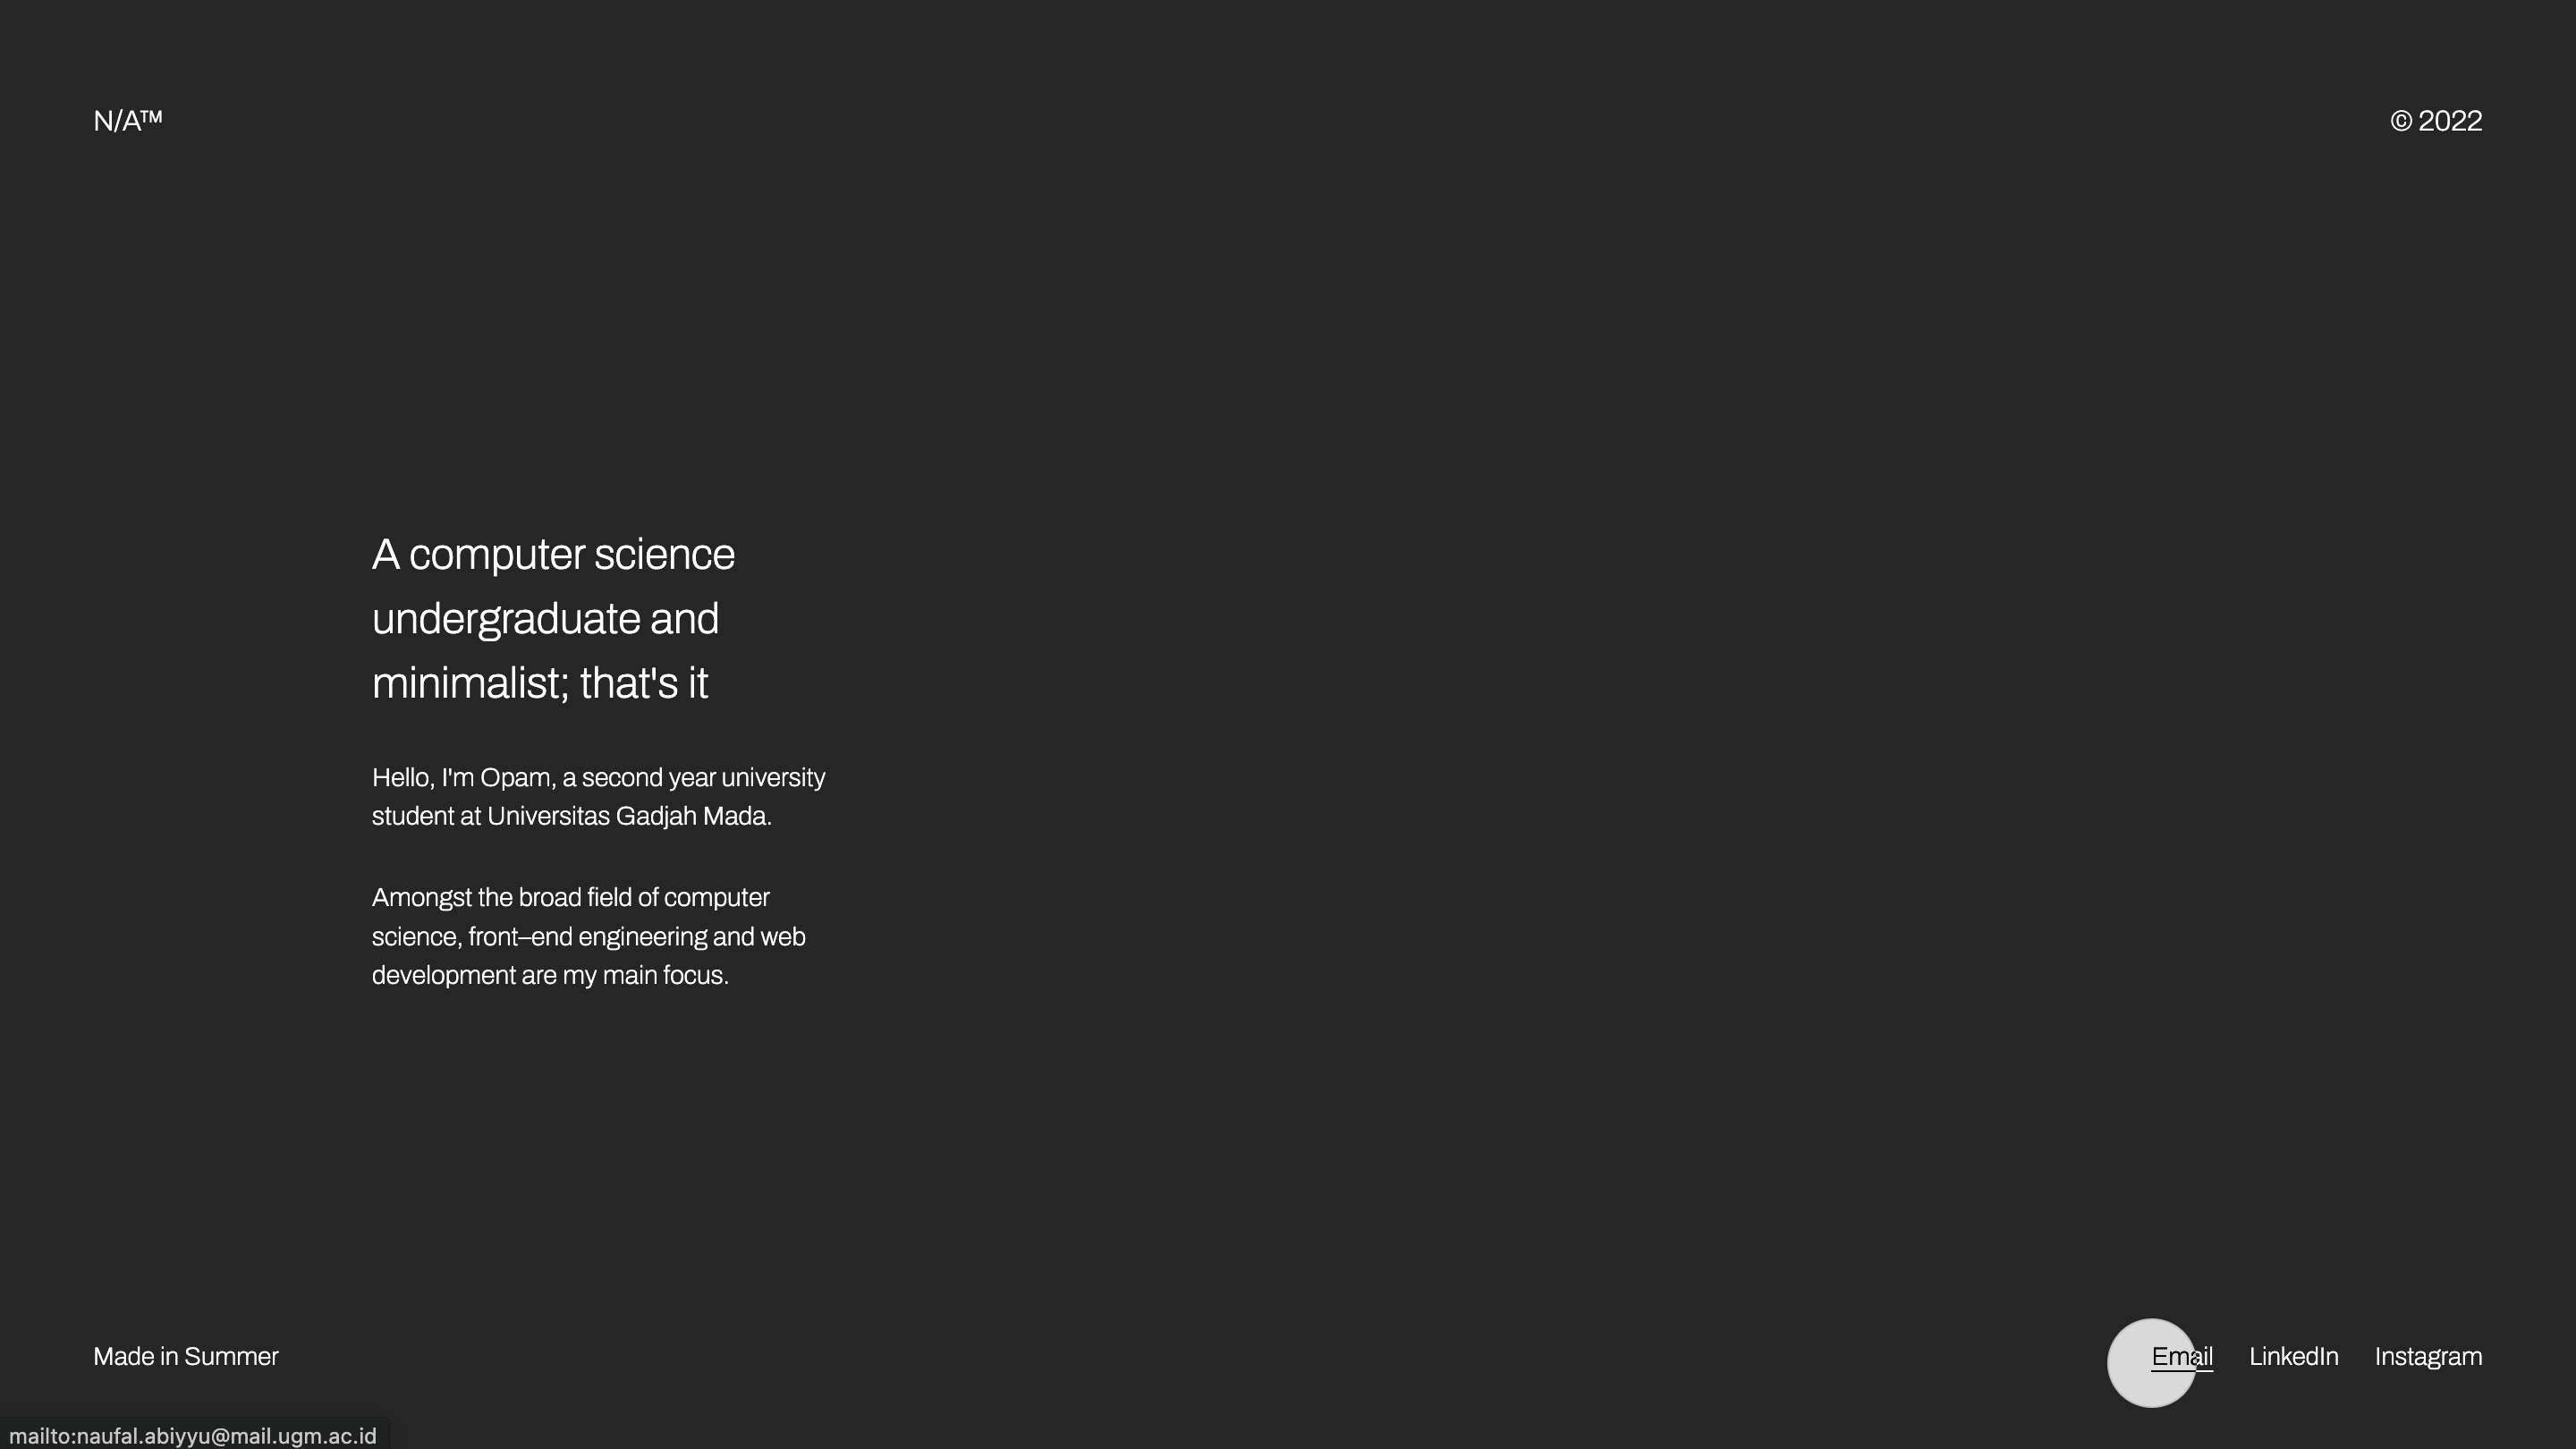 N/A™
© 2022
A computer science
undergraduate and
minimalist; that's it
Hello, I'm Opam, a second year university
student at Universitas Gadjah Mada.
Amongst the broad field of computer
science, front–end engineering and web
development are my main focus.
Made in Summer
Email
LinkedIn
Instagram
mailto:naufal.abiyyu@mail.ugm.ac.id